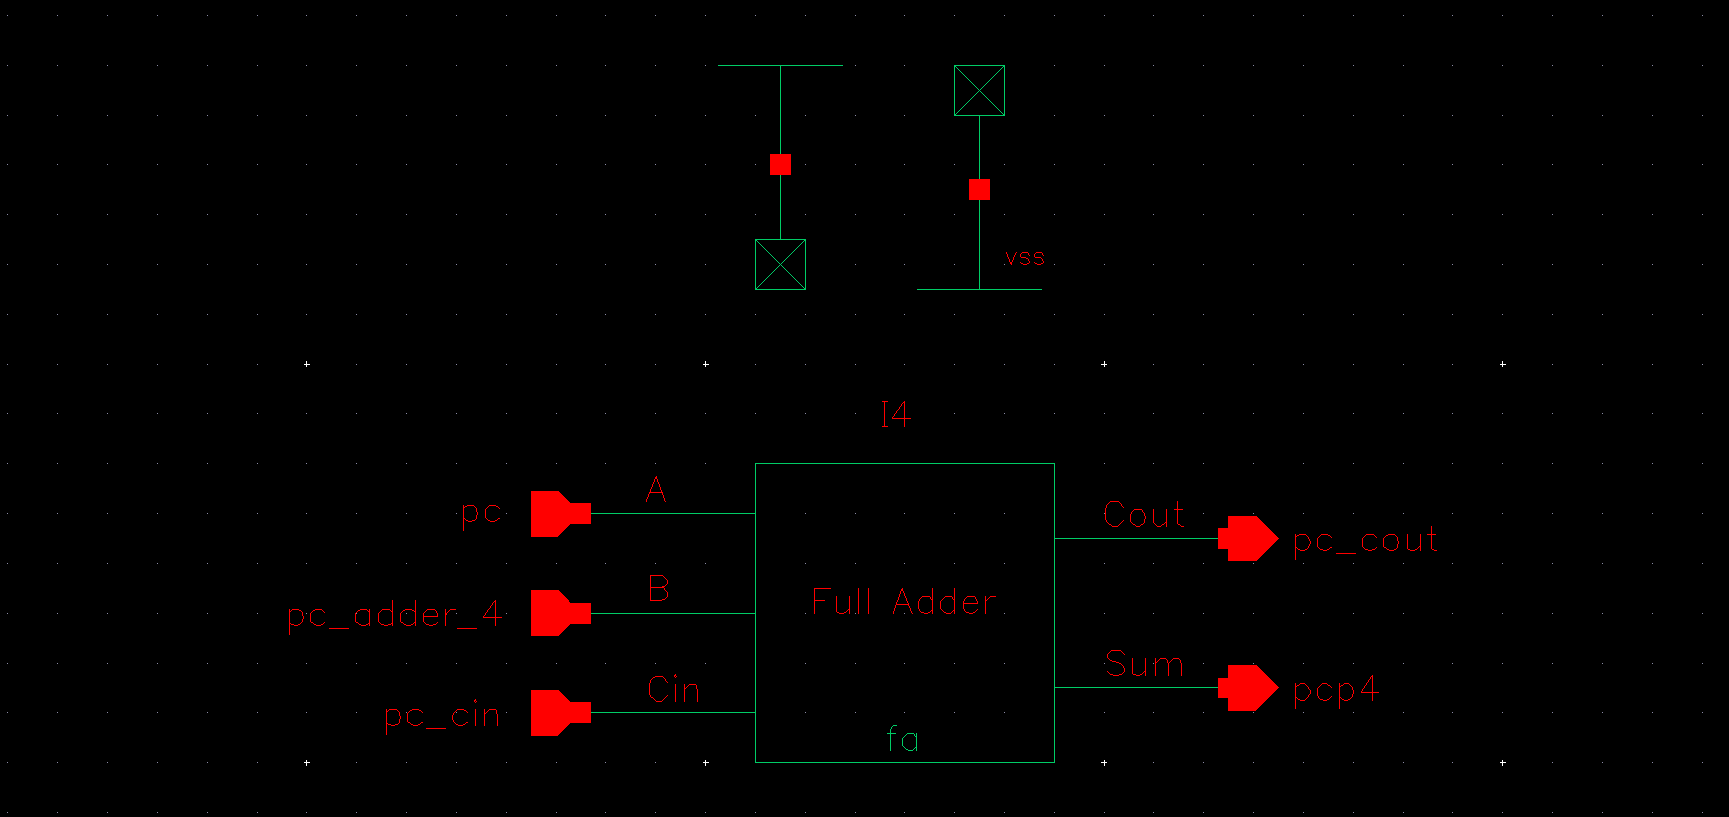 vss
I4
A
pc
Cout
pc_cout
B
Full Adder
pc_adder_4
Sum
Cin
pcp4
pc_cin
fa